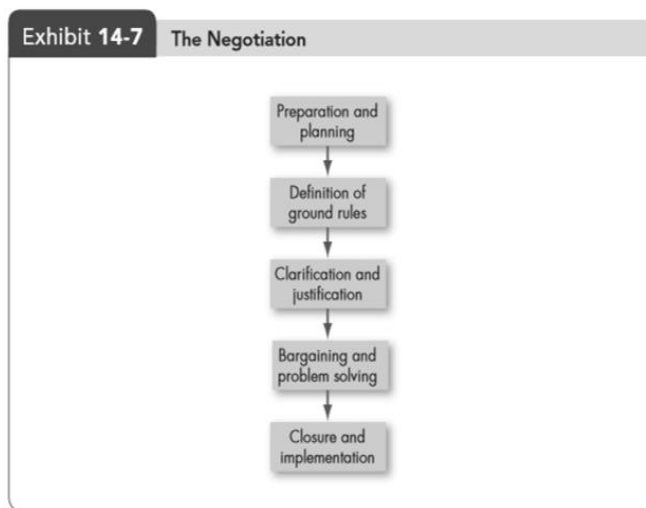 Exhibit 14-7 The Negotiation
Preparation and
planning
Definition of
ground rules
Clarification and
justification
Bargaining and
problem solving
Closure and
implementation